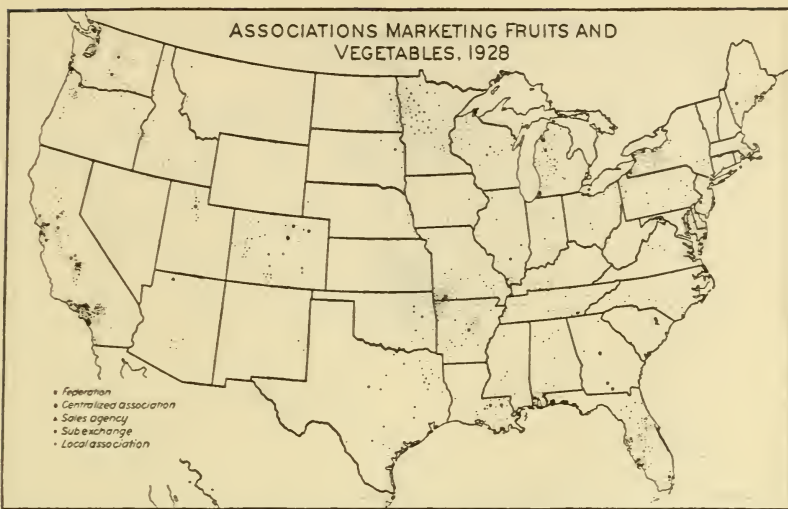 ASSOCIATIONS MARKETING FRUITS AND
VEGETABLES, 1928
Federation
Centralized association
Sales agency
Subexchange
Local association